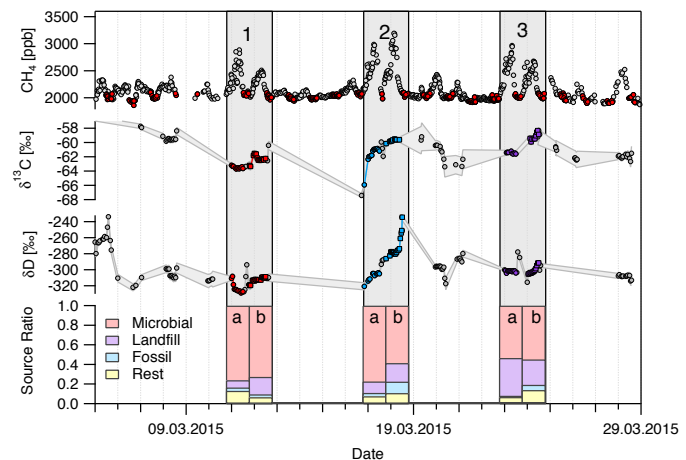 3500
3000
2500
2000
CH4 [ppb]
1
2
3
-58
-60
-62
-64
-66
-68
δ13C [‰]
-240
-260
-280
-300
-320
δD [‰]
1.0
0.8
0.6
0.4
0.2
0.0
Source Ratio
Microbial
Landfill
Fossil
Rest
a b
a b
a b
09.03.2015
19.03.2015
29.03.2015
Date